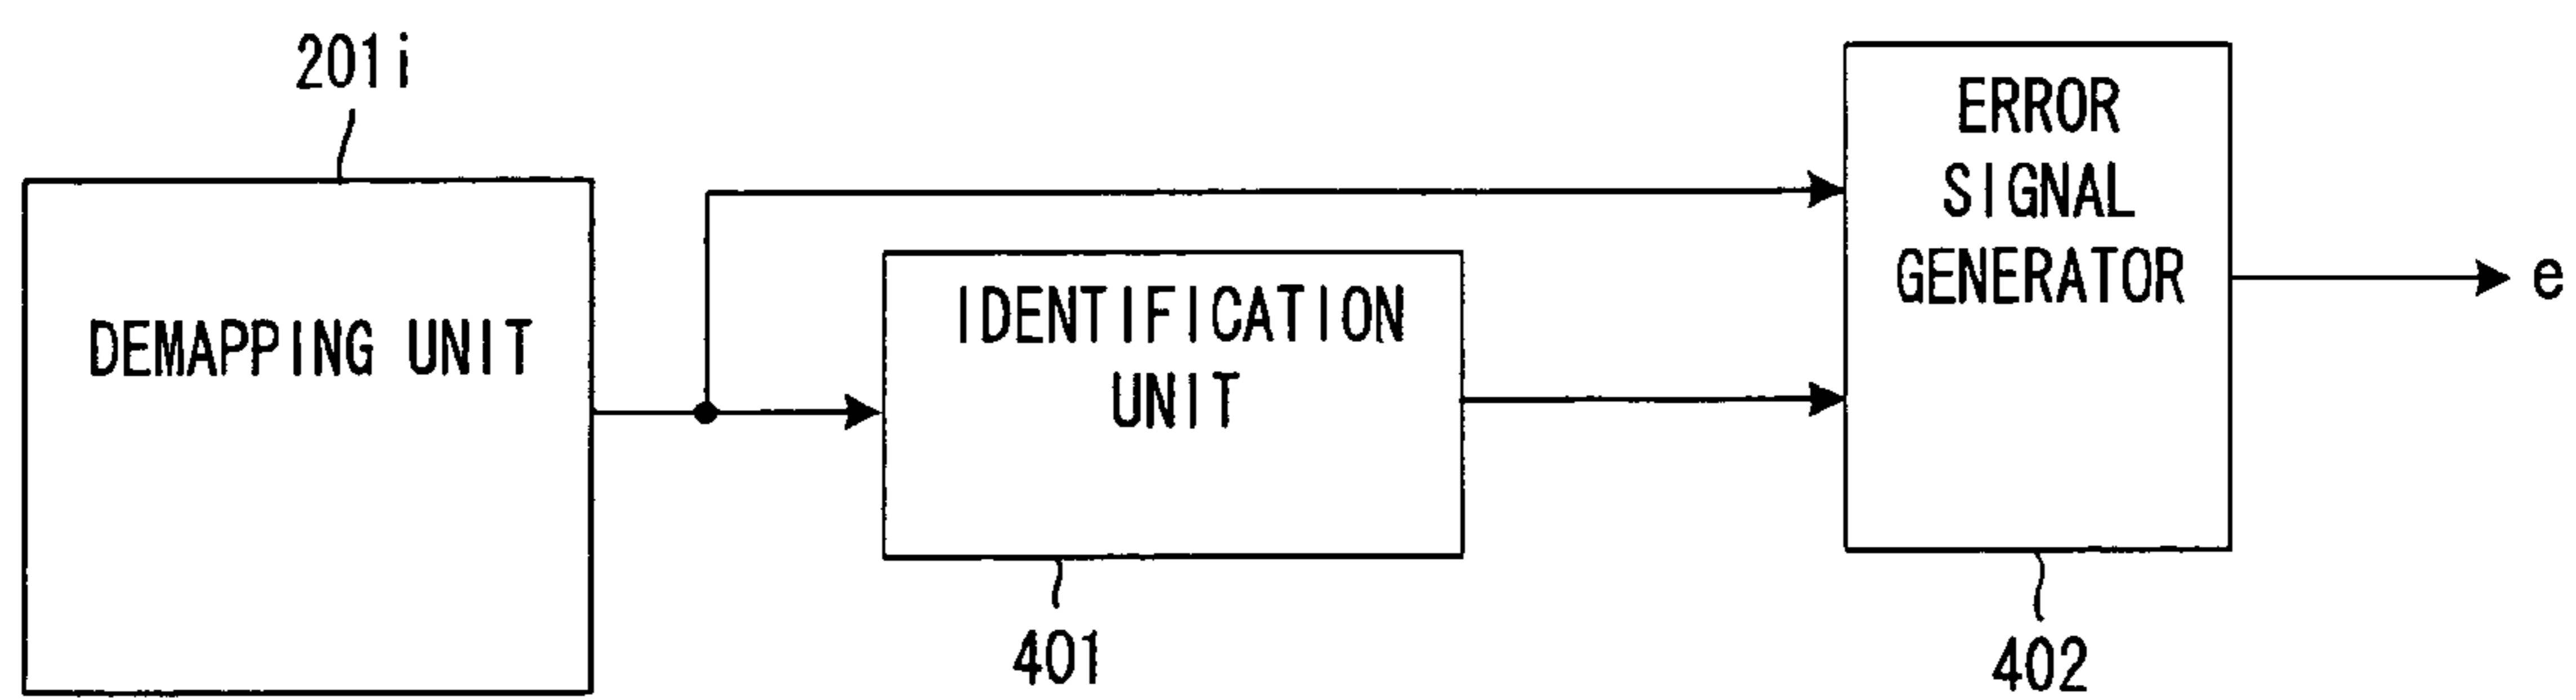 201i
DEMAPPING UNIT
IDENTIFICATION
UNIT
401
ERROR
SIGNAL
GENERATOR
402
e